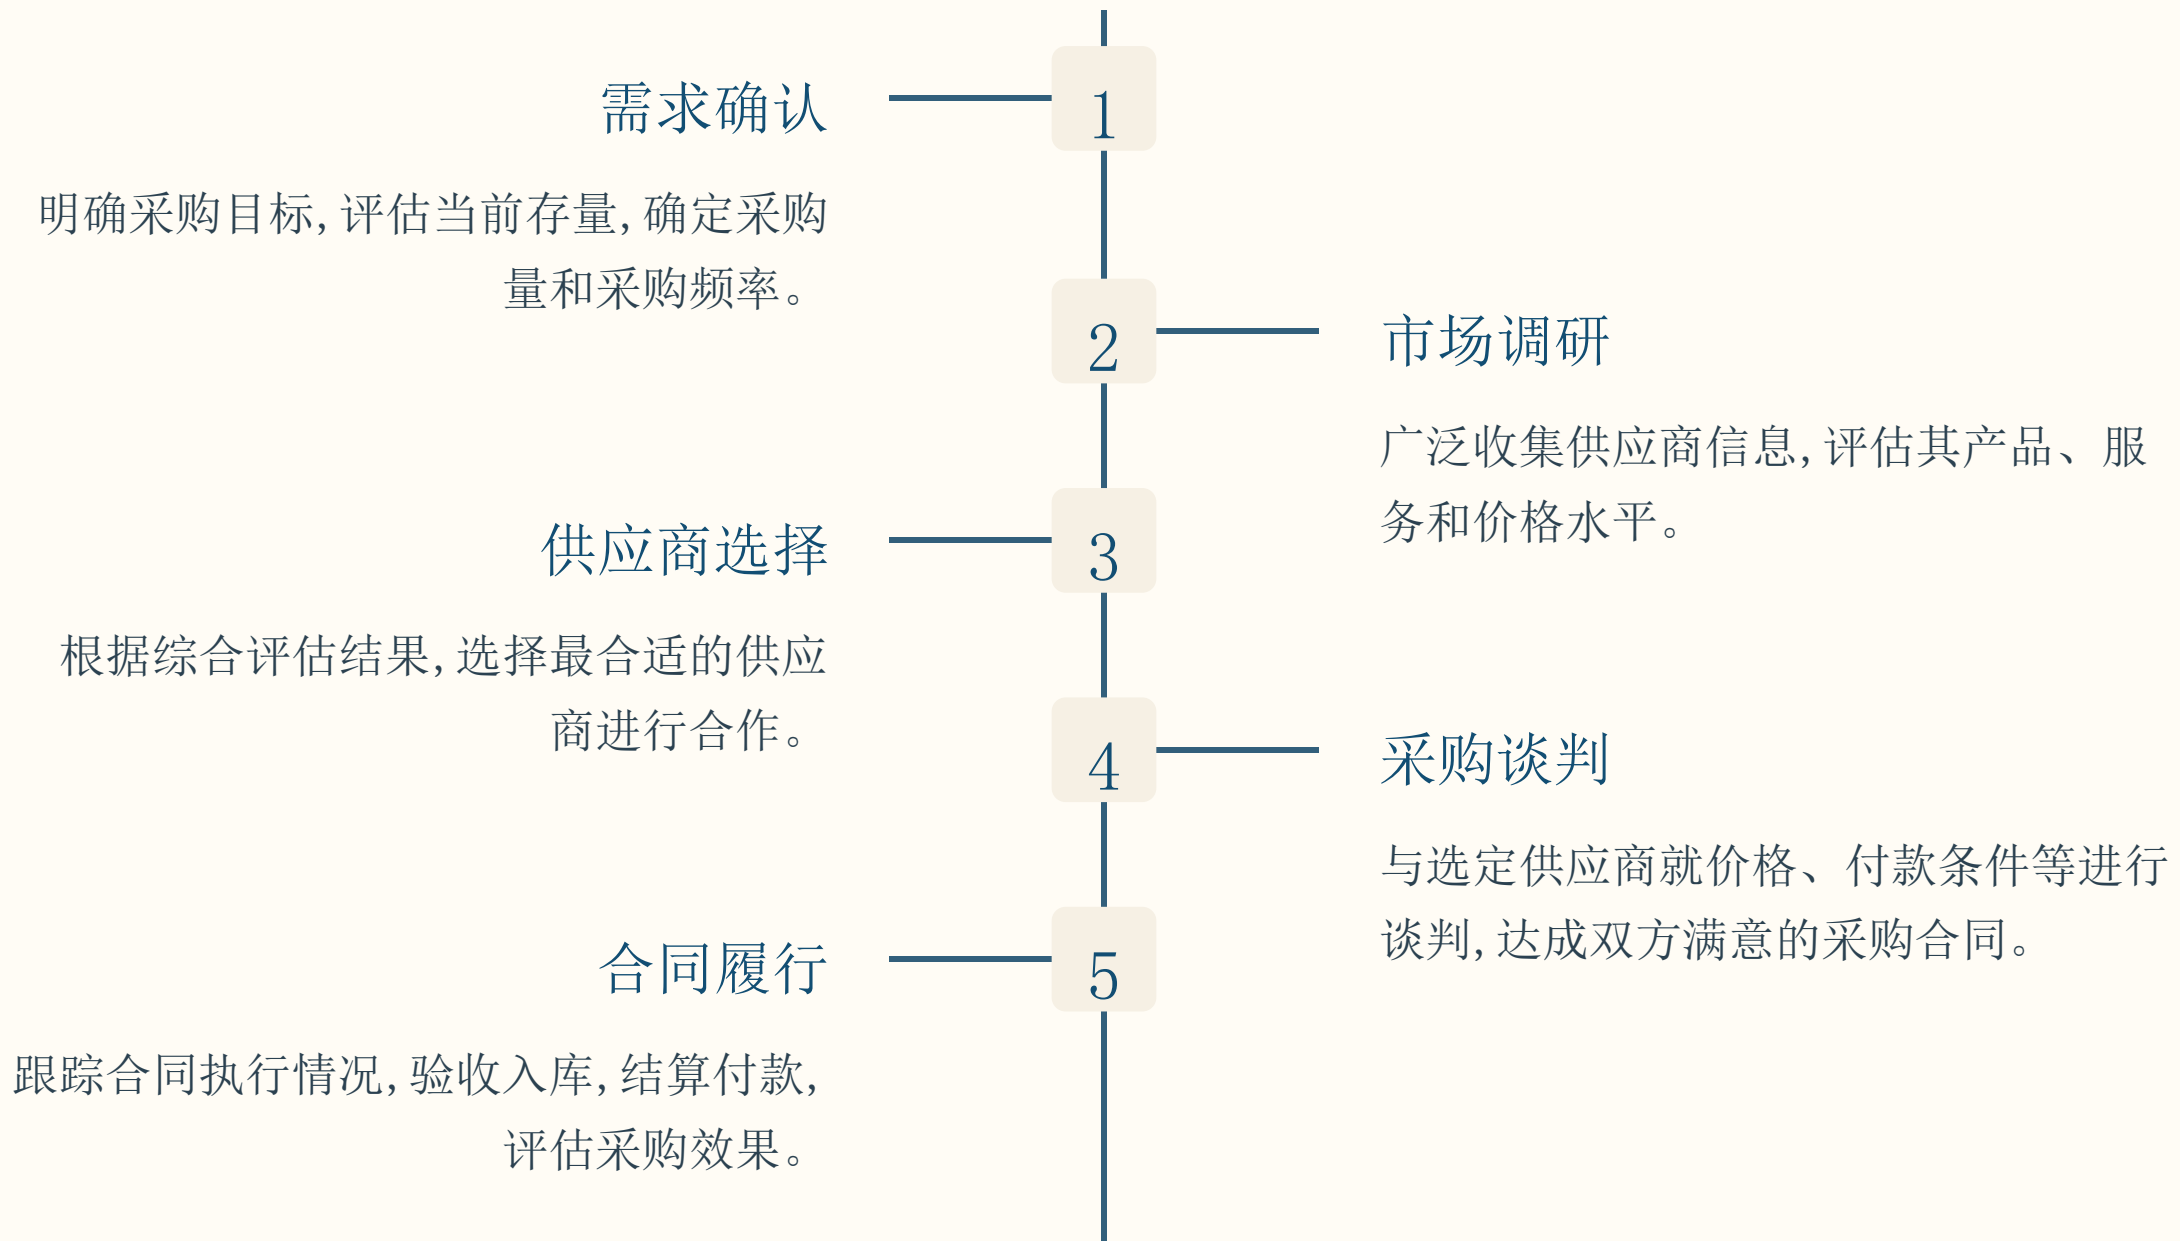 1
需求确认
明确采购目标,评估当前存量,确定采购
量和采购频率。
2
市场调研
广泛收集供应商信息,评估其产品、服
务和价格水平。
3
供应商选择
根据综合评估结果,选择最合适的供应
商进行合作。
4
采购谈判
与选定供应商就价格、付款条件等进行
谈判,达成双方满意的采购合同。
5
合同履行
跟踪合同执行情况,验收入库,结算付款,
评估采购效果。